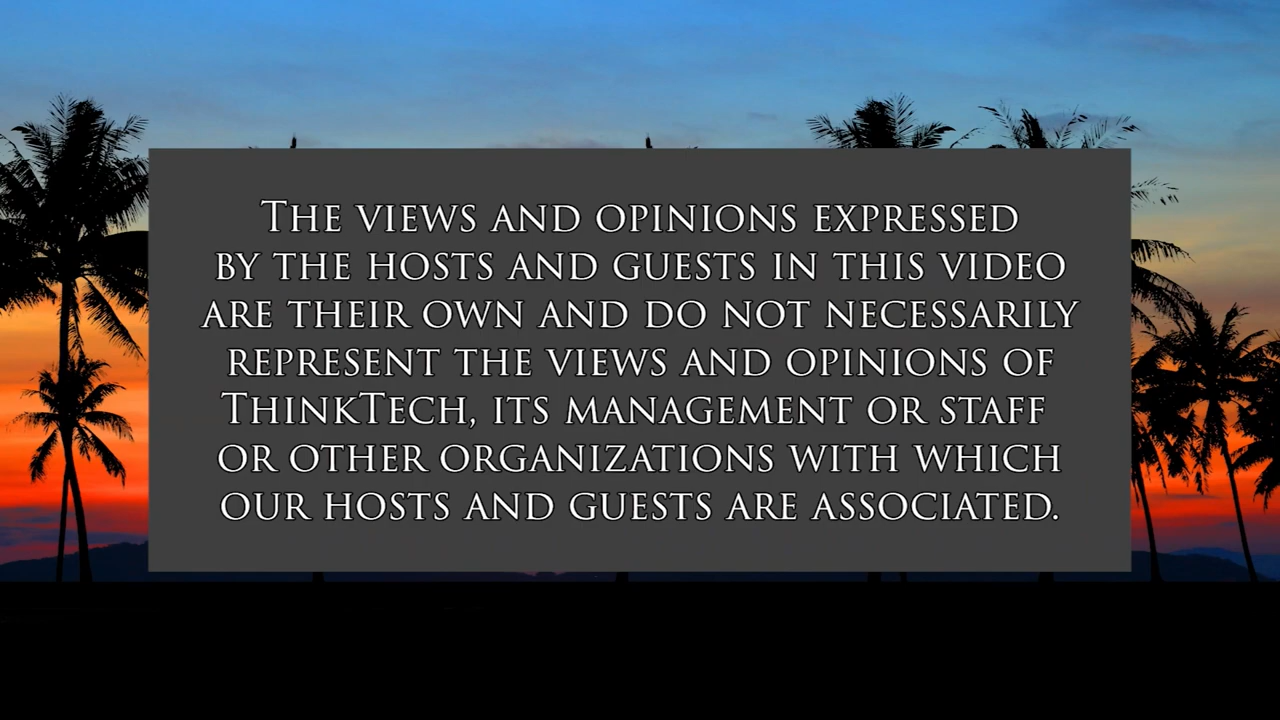 The views and opinions expressed
by the hosts and guests in this video
are their own and do not necessarily
represent the views and opinions of
ThinkTech, its management or staff
or other organizations with which
our hosts and guests are associated.